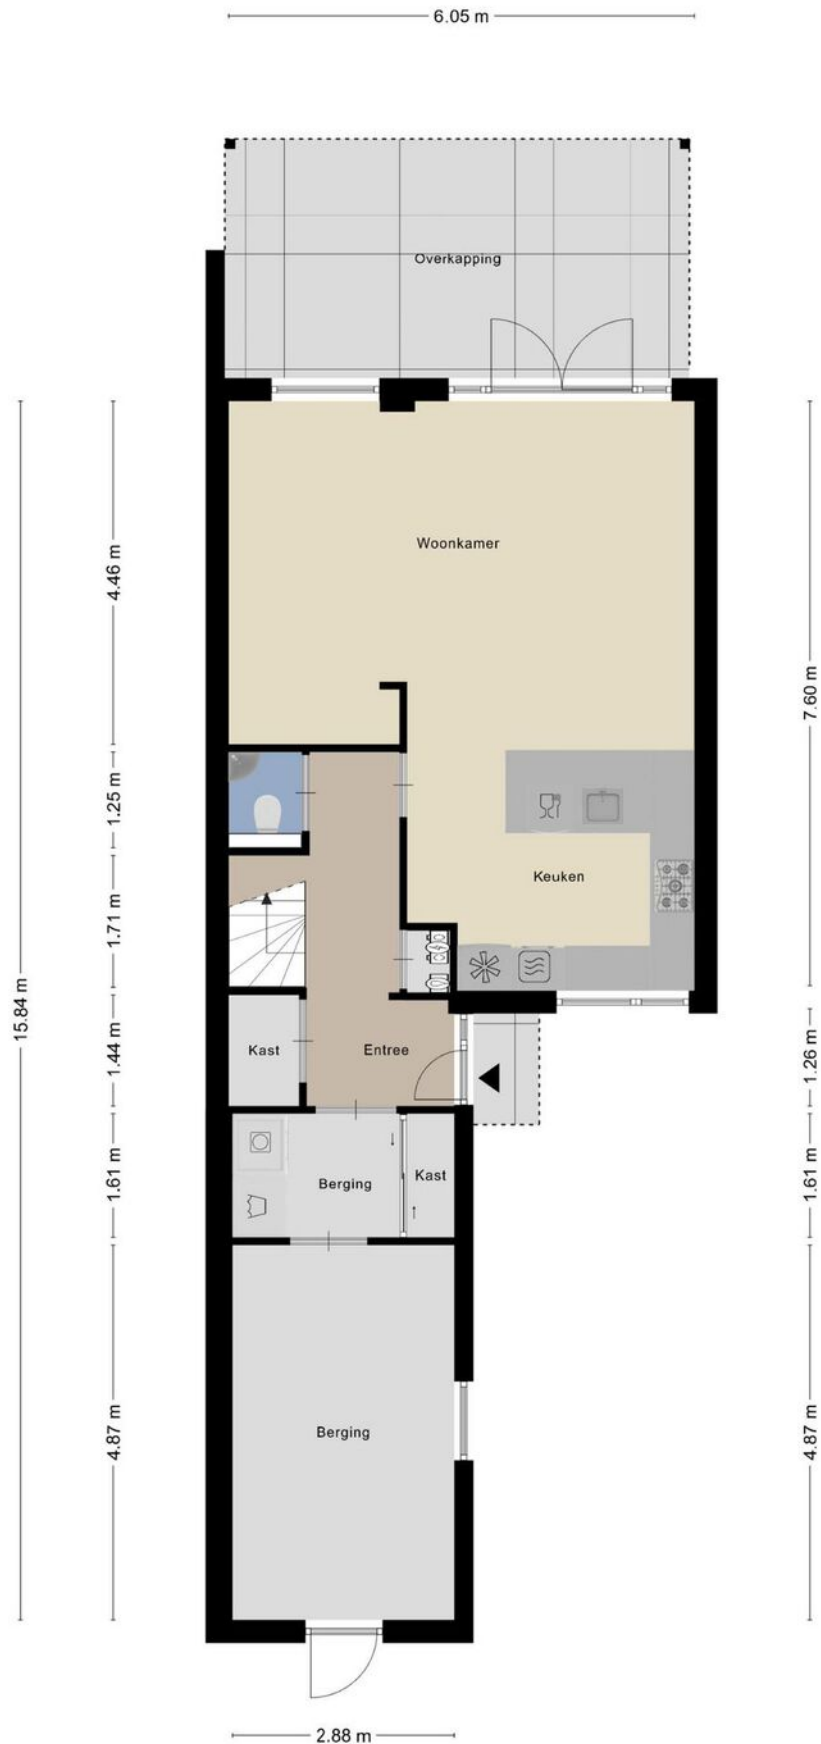 6.05 m
Overkapping
Woonkamer
4.46 m
7.60 m
1.25 m
Keuken
1.71 m
15.84 m
Kast
Entree
1.44 m
1.26 m
Berging
Kast
1.61 m
1.61 m
Berging
4.87 m
4.87 m
2.88 m